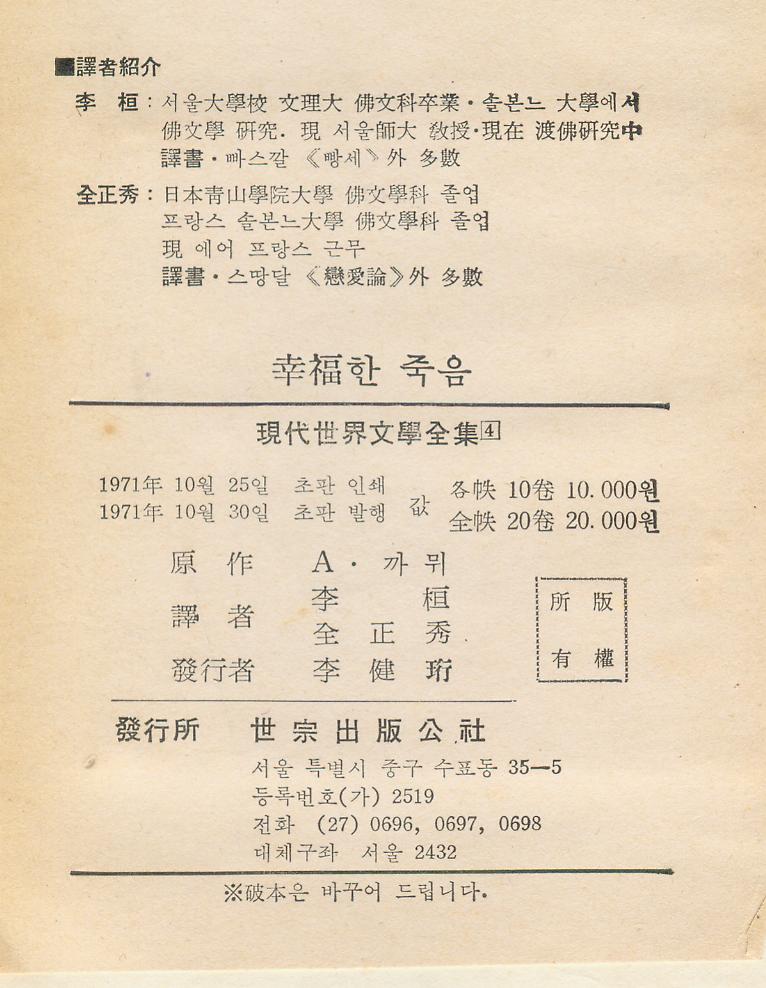 ■譯者紹介
李 桓 : 서울大學校 文理大 佛文科卒業·솔본느 大學에서
佛文學 硏究. 現 서울師大 敎授·現在 渡佛硏究中
譯書·빠스깔 《빵세》外 多數
全正秀 : 日本靑山學院大學 佛文學科 졸업
프랑스 솔본느大學 佛文學科 졸업
現 에어 프랑스 근무
譯書·스땅달 《戀愛論》外 多數
幸福한 죽음
現代世界文學全集④
1971年 10월 25일 초판 인쇄
1971年 10월 30일 초판 발행
값
各帙 10卷 10.000원
全帙 20卷 20.000원
原作 A·까뮈
譯者 李桓
全正秀
發行者 李健珩
所版
有權
發行所 世宗出版公社
서울 특별시 중구 수표동 35—5
등록번호(가) 2519
전화 (27) 0696, 0697, 0698
대체구좌 서울 2432
※破本은 바꾸어 드립니다.